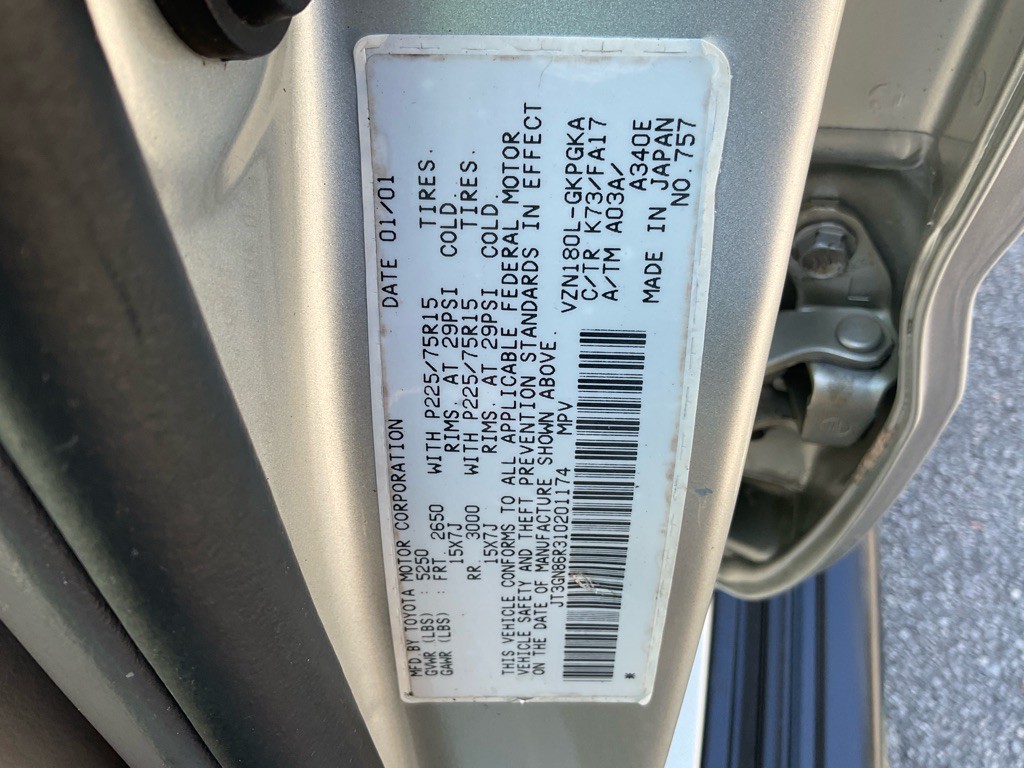 MFD BY TOYOTA MOTOR CORPORATION DATE 01/01
GVWR (LBS) : 5250 WITH P225/75R15 TIRES.
GAWR (LBS) FRT 2650 RIMS. AT 29PSI COLD
15X7J
RR 3000 WITH P225/75R15 TIRES.
15X7J RIMS. AT 29PSI COLD.
THIS VEHICLE CONFORMS TO ALL APPLICABLE FEDERAL MOTOR
VEHICLE SAFETY AND THEFT PREVENTION STANDARDS IN EFFECT
ON THE DATE OF MANUFACTURE SHOWN ABOVE.
JT3GN86R310201174 MPV
VZN180L-GKPGKA
C/TR K73/FA17
A/TM A03A/
A340E
MADE IN JAPAN
NO.757